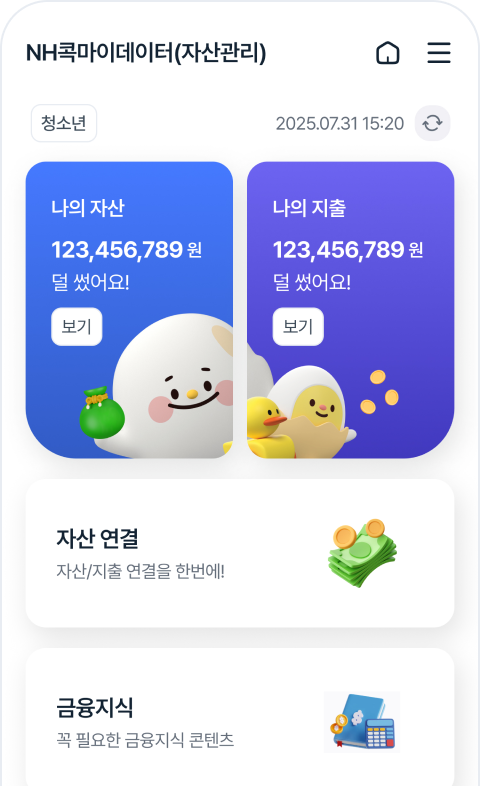 NH콕마이데이터(자산관리)
청소년
2025.07.31 15:20
나의 자산
123,456,789 원
덜 썼어요!
보기
나의 지출
123,456,789 원
덜 썼어요!
보기
자산 연결
자산/지출 연결을 한번에!
금융지식
꼭 필요한 금융지식 콘텐츠